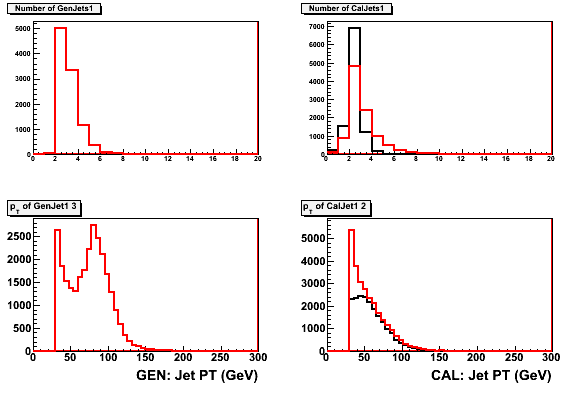 Number of GenJets1
5000
4000
3000
2000
1000
0
0 2 4 6 8 10 12 14 16 18 20
Number of CalJets1
7000
6000
5000
4000
3000
2000
1000
0
0 2 4 6 8 10 12 14 16 18 20
pT of GenJet1 3
2500
2000
1500
1000
500
0
0 50 100 150 200 250 300
GEN: Jet PT (GeV)
pT of CalJet1 2
5000
4000
3000
2000
1000
0
0 50 100 150 200 250 300
CAL: Jet PT (GeV)